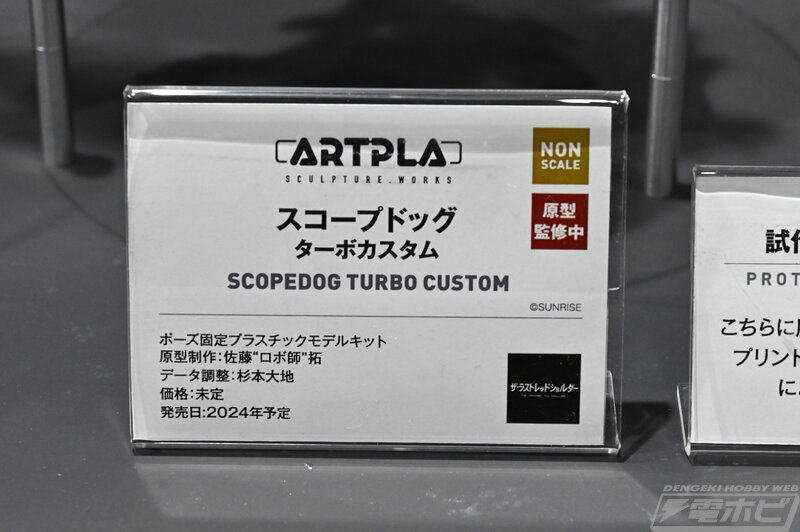 ARTPLA
SCULPTURE.WORKS
NON
SCALE
原型
監修中
スコープドッグ
ターボカスタム
SCOPEDOG TURBO CUSTOM
©SUNRISE
ポーズ固定プラスチックモデルキット
原型制作:佐藤“ロボ師”拓
データ調整:杉本大地
価格:未定
発売日:2024年予定
ザ・ラストレッドショルダー
試
PROT
こちらに
プリント
に
DENGEKI HOBBY WEB
電ホビ